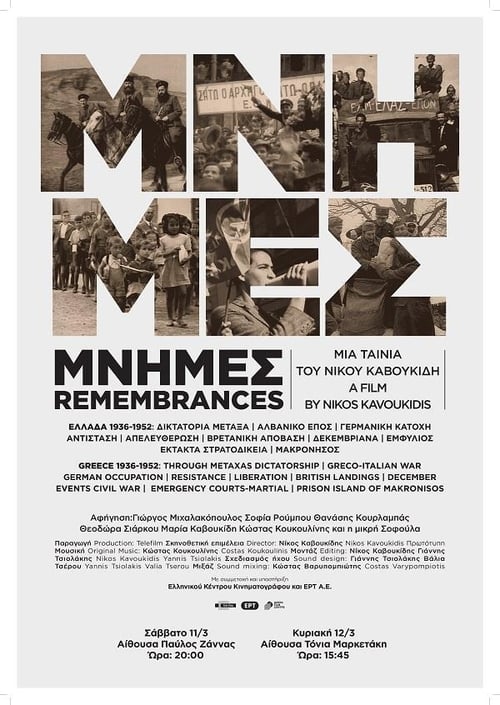 ΜΝΗ
ΜΕΣ
ΖΗΤΩ Ο ΑΡΧΗΓΟΣ
Ε.Α.Μ-ΕΛΑΣ-ΕΠΟΝ
512
ΜΝΗΜΕΣ
REMEMBRANCES
ΜΙΑ ΤΑΙΝΙΑ
ΤΟΥ ΝΙΚΟΥ ΚΑΒΟΥΚΙΔΗ
A FILM
BY NIKOS KAVOUKIDIS
ΕΛΛΑΔΑ 1936-1952: ΔΙΚΤΑΤΟΡΙΑ ΜΕΤΑΞΑ | ΑΛΒΑΝΙΚΟ ΕΠΟΣ | ΓΕΡΜΑΝΙΚΗ ΚΑΤΟΧΗ
ΑΝΤΙΣΤΑΣΗ | ΑΠΕΛΕΥΘΕΡΩΣΗ | ΒΡΕΤΑΝΙΚΗ ΑΠΟΒΑΣΗ | ΔΕΚΕΜΒΡΙΑΝΑ | ΕΜΦΥΛΙΟΣ
ΕΚΤΑΚΤΑ ΣΤΡΑΤΟΔΙΚΕΙΑ | ΜΑΚΡΟΝΗΣΟΣ
GREECE 1936-1952: THROUGH METAXAS DICTATORSHIP | GRECO-ITALIAN WAR
GERMAN OCCUPATION | RESISTANCE | LIBERATION | BRITISH LANDINGS | DECEMBER
EVENTS CIVIL WAR | EMERGENCY COURTS-MARTIAL | PRISON ISLAND OF MAKRONISOS
Αφήγηση:Γιώργος Μιχαλακόπουλος Σοφία Ρούμπου Θανάσης Κουρλαμπάς
Θεοδώρα Σιάρκου Μαρία Καβουκίδη Κώστας Κουκουλίνης και η μικρή Σοφούλα
Παραγωγή Production: Telefilm Σκηνοθετική επιμέλεια Director: Νίκος Καβουκίδης Nikos Kavoukidis Πρωτότυπη
Μουσική Original Music: Κώστας Κουκουλίνης Costas Koukoulinis Μοντάζ Editing: Νίκος Καβουκίδης Γιάννης
Τσιολάκης Nikos Kavoukidis Yannis Tsiolakis Σχεδιασμός ήχου Sound design: Γιάννης Τσιολάκης Βάλια
Τσέρου Yannis Tsiolakis Valia Tserou Μιξάζ Sound mixing: Κώστας Βαρυπομπιώτης Costas Varypompiotis
Με συμμετοχή και υποστήριξη
Ελληνικού Κέντρου Κινηματογράφου και ΕΡΤ Α.Ε.
ΕΡΤ
Σάββατο 11/3
Αίθουσα Παύλος Ζάννας
Ώρα: 20:00
Κυριακή 12/3
Αίθουσα Τόνια Μαρκετάκη
Ώρα: 15:45